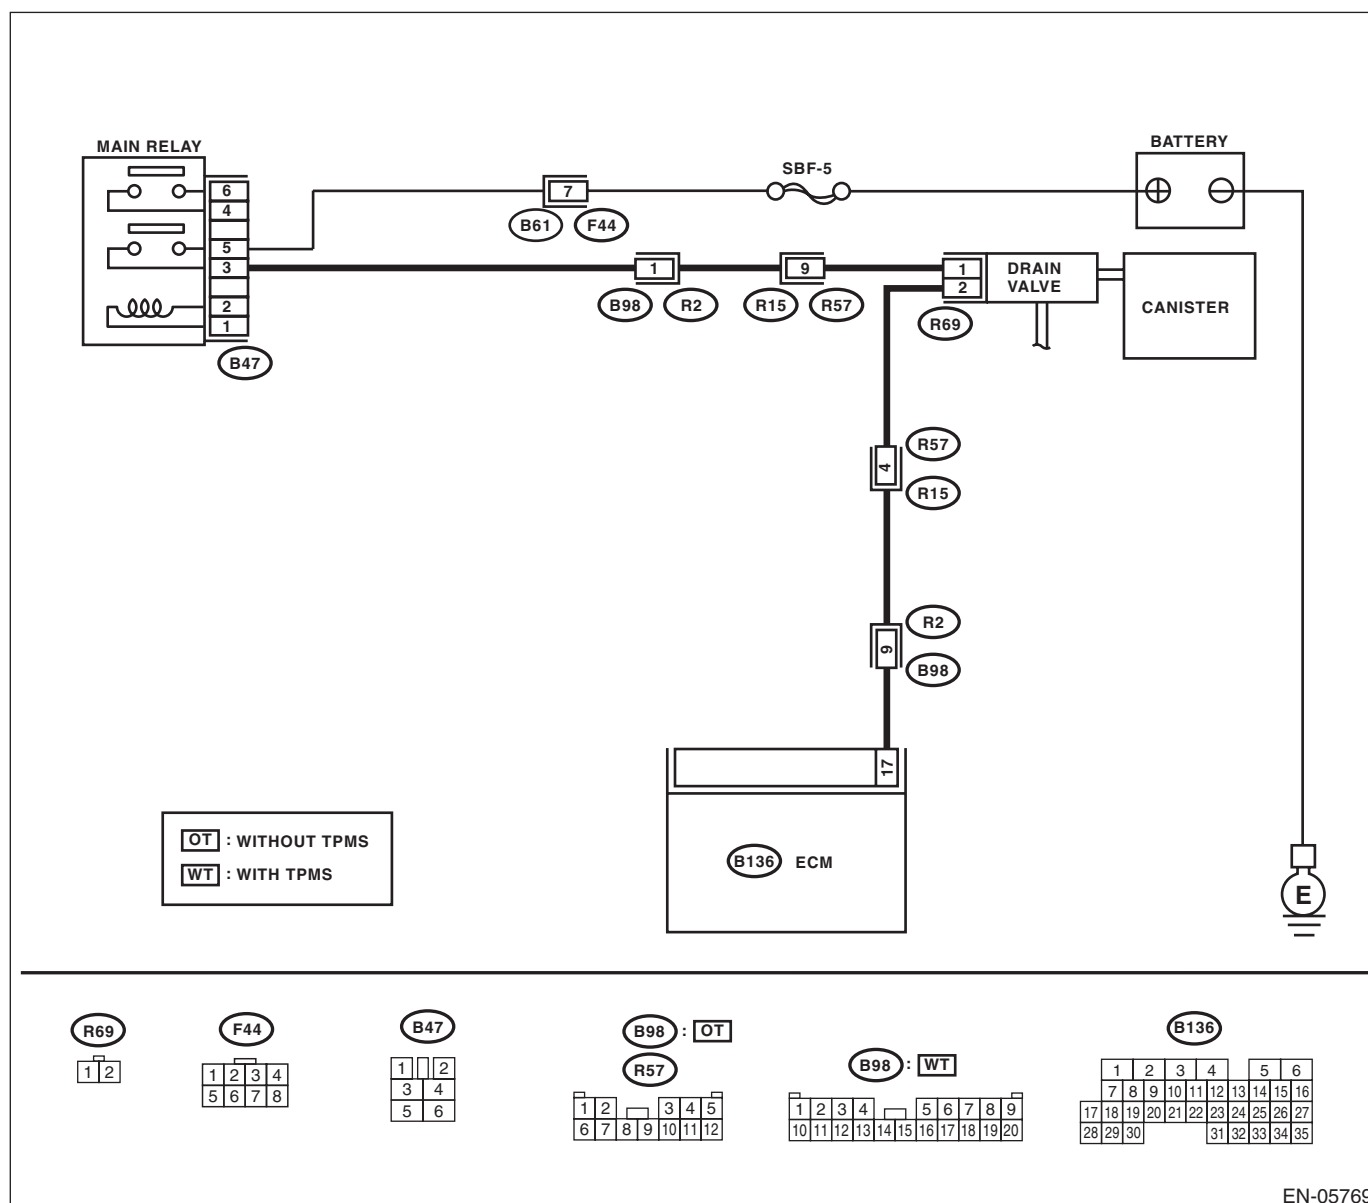 MAIN RELAY
6
4
5
3
2
1
B47
7
B61 F44
SBF-5
BATTERY
1
B98 R2
9
R15 R57
1
2
R69
DRAIN
VALVE
CANISTER
4
R57
R15
9
R2
B98
17
B136 ECM
E
OT : WITHOUT TPMS
WT : WITH TPMS
R69
1 2
F44
1 2 3 4
5 6 7 8
B47
1 2
3 4
5 6
B98 : OT
R57
1 2 3 4 5
6 7 8 9 10 11 12
B98 : WT
1 2 3 4 5 6 7 8 9
10 11 12 13 14 15 16 17 18 19 20
B136
1 2 3 4 5 6
7 8 9 10 11 12 13 14 15 16
17 18 19 20 21 22 23 24 25 26 27
28 29 30 31 32 33 34 35
EN-05769